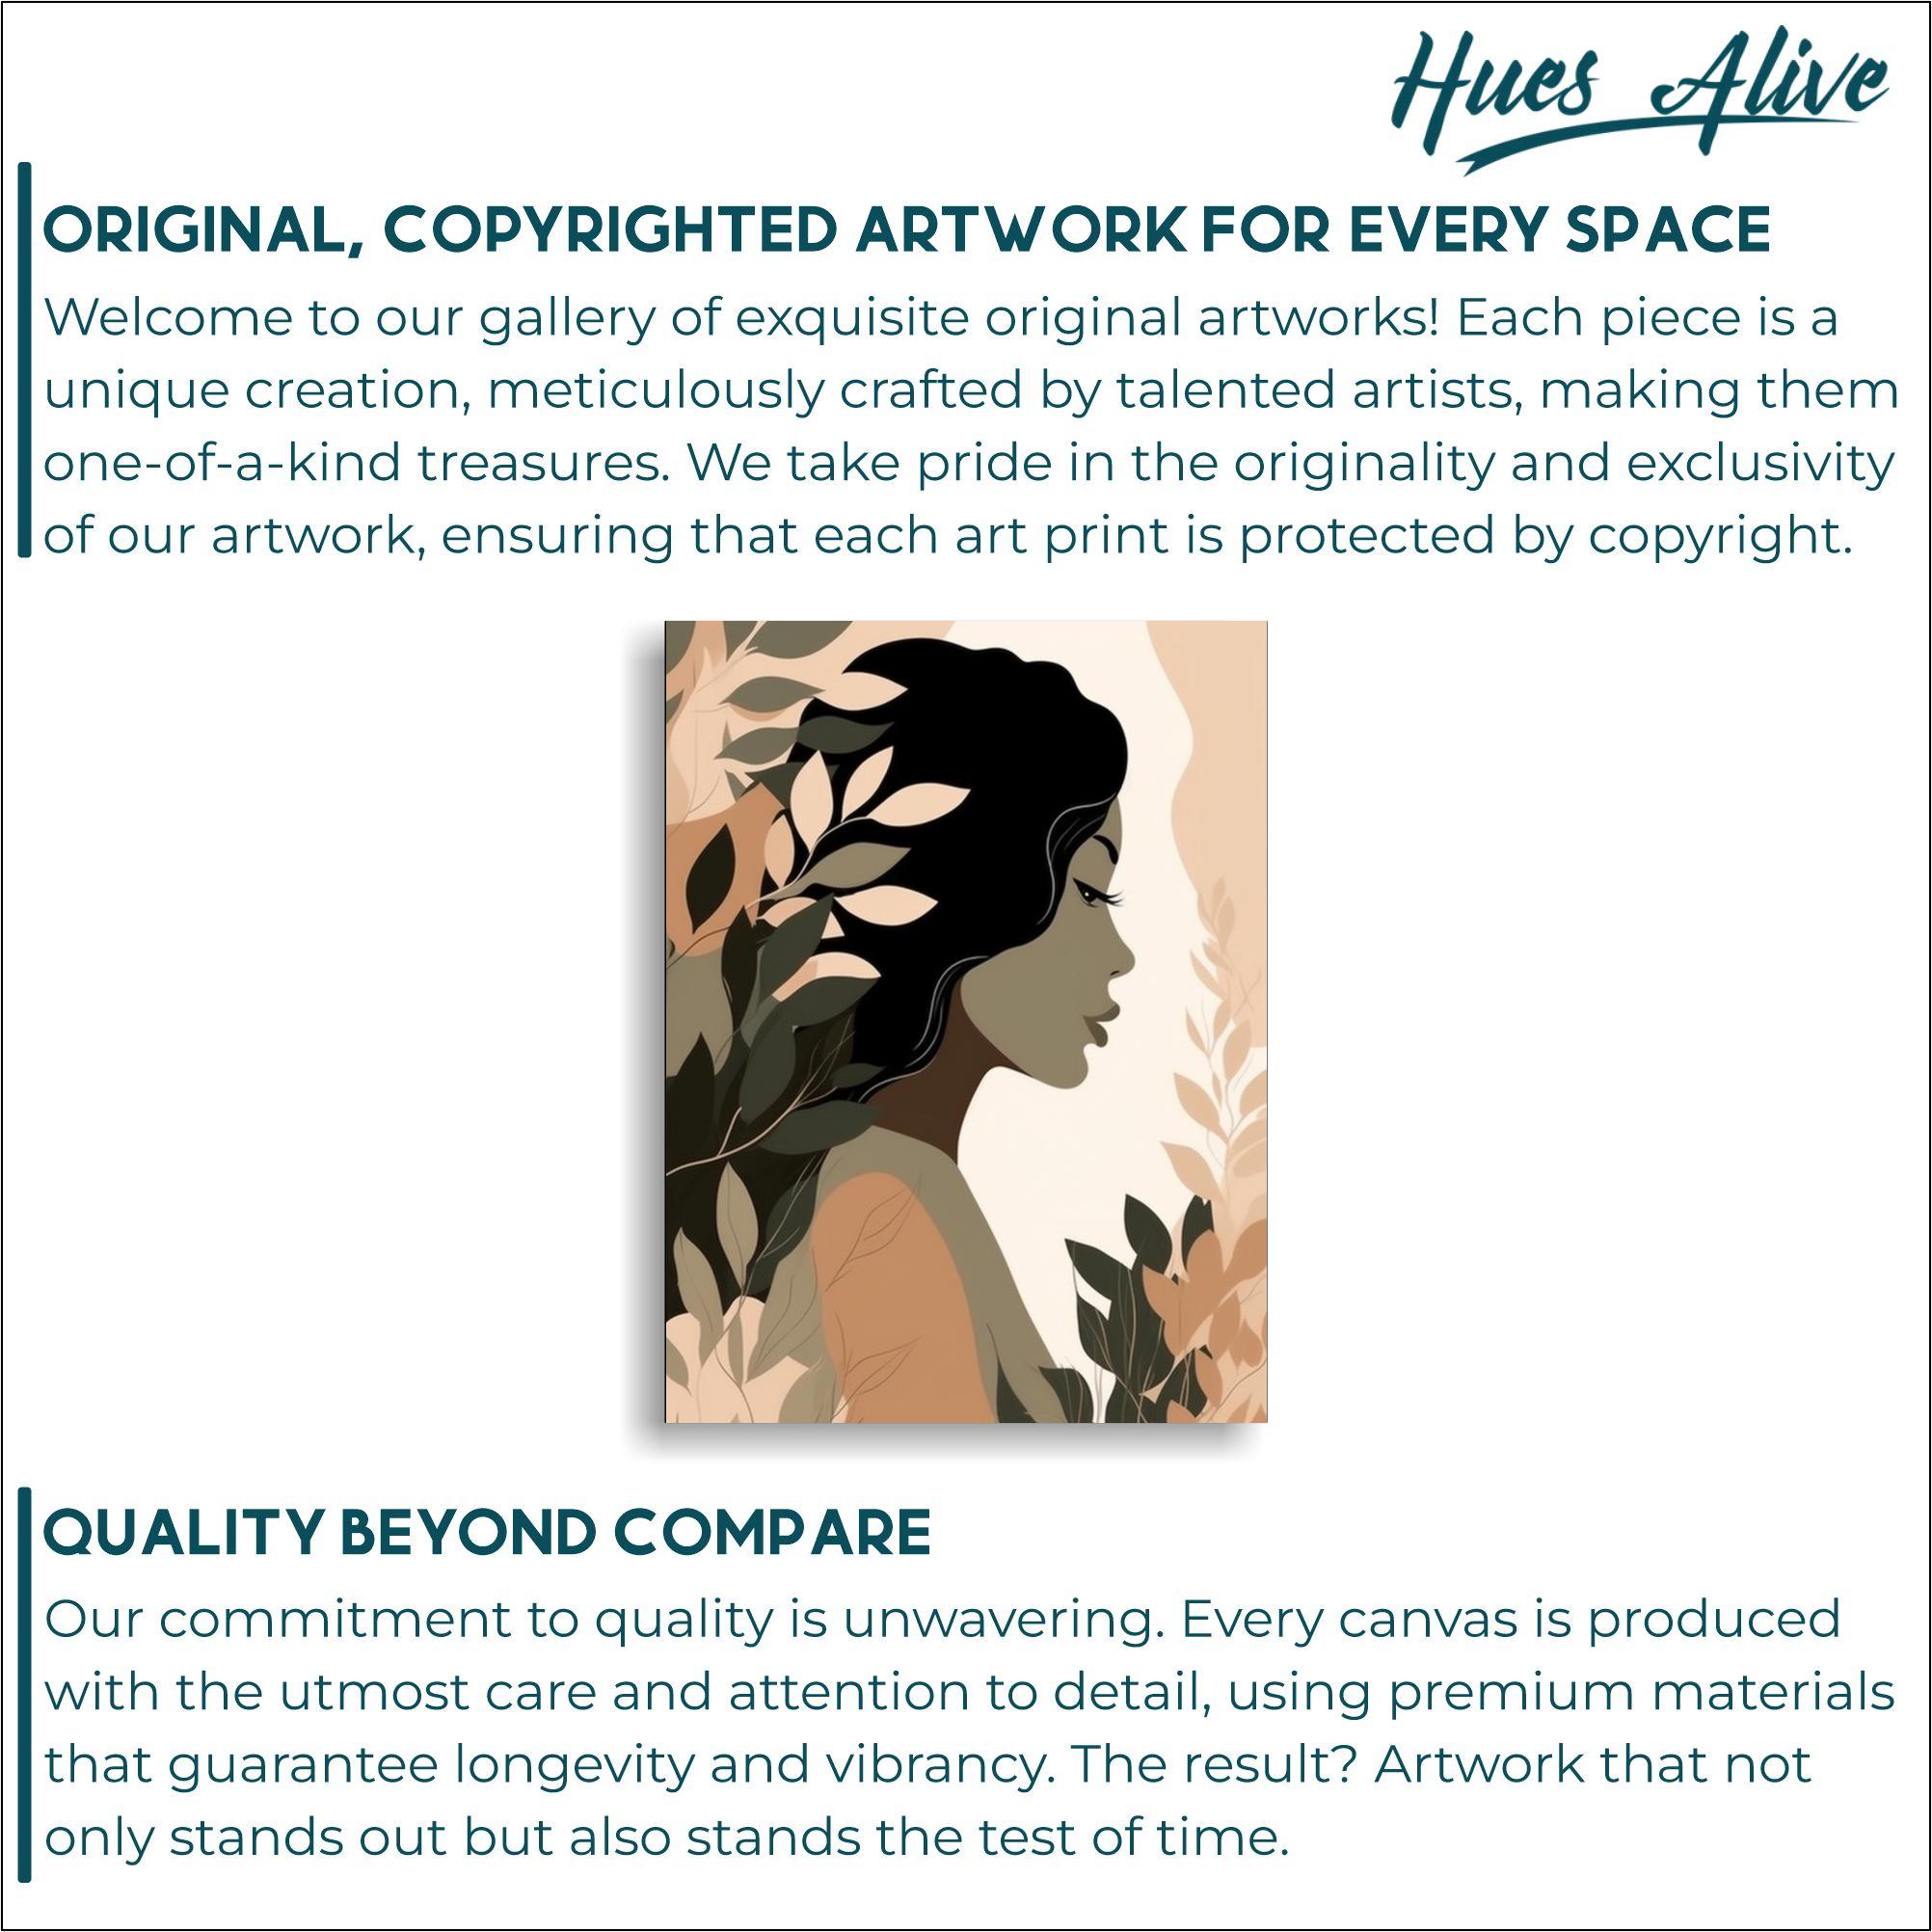 Hues Alive
ORIGINAL, COPYRIGHTED ARTWORK FOR EVERY SPACE
Welcome to our gallery of exquisite original artworks! Each piece is a
unique creation, meticulously crafted by talented artists, making them
one-of-a-kind treasures. We take pride in the originality and exclusivity
of our artwork, ensuring that each art print is protected by copyright.
QUALITY BEYOND COMPARE
Our commitment to quality is unwavering. Every canvas is produced
with the utmost care and attention to detail, using premium materials
that guarantee longevity and vibrancy. The result? Artwork that not
only stands out but also stands the test of time.